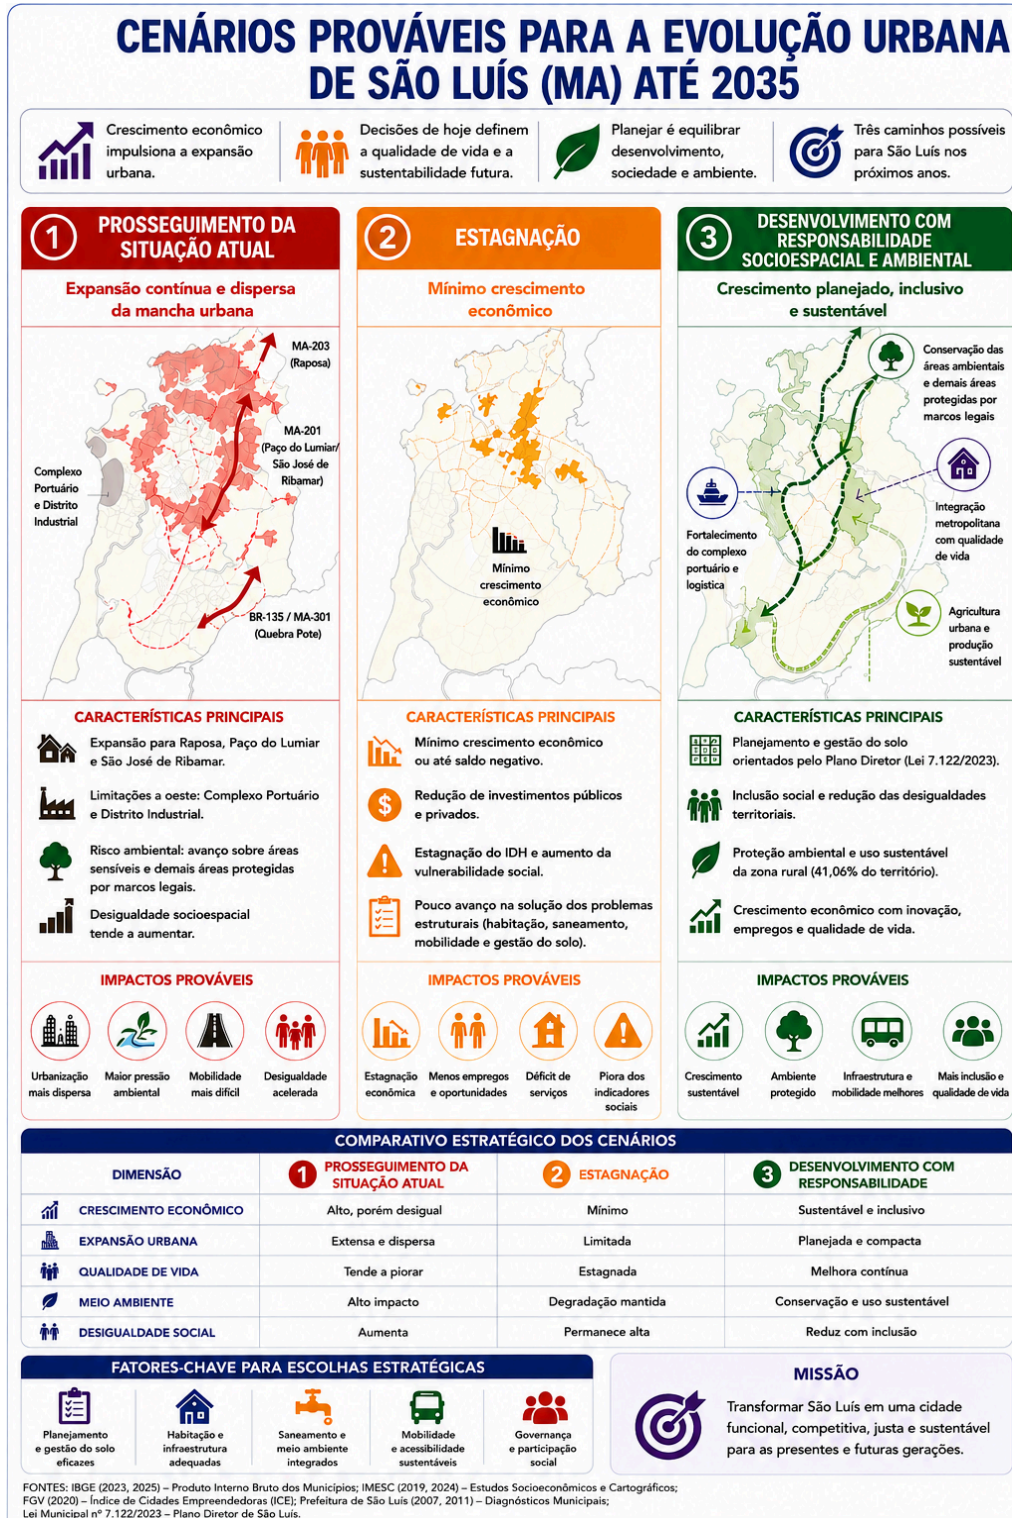 CENÁRIOS PROVÁVEIS PARA A EVOLUÇÃO URBANA
DE SÃO LUÍS (MA) ATÉ 2035
Crescimento econômico
impulsiona a expansão
urbana.
Decisões de hoje definem
a qualidade de vida e a
sustentabilidade futura.
Planejar é equilibrar
desenvolvimento,
sociedade e ambiente.
Três caminhos possíveis
para São Luís nos
próximos anos.
1
PROSSEGUIMENTO DA
SITUAÇÃO ATUAL
Expansão contínua e dispersa
da mancha urbana
MA-203
(Raposa)
MA-201
(Paço do Lumiar/
São José de
Ribamar)
Complexo
Portuário
e Distrito
Industrial
BR-135 / MA-301
(Quebra Pote)
CARACTERÍSTICAS PRINCIPAIS
Expansão para Raposa, Paço do Lumiar
e São José de Ribamar.
Limitações a oeste: Complexo Portuário
e Distrito Industrial.
Risco ambiental: avanço sobre áreas
sensíveis e demais áreas protegidas
por marcos legais.
Desigualdade socioespacial
tende a aumentar.
IMPACTOS PROVÁVEIS
Urbanização
mais dispersa
Maior pressão
ambiental
Mobilidade
mais difícil
Desigualdade
acelerada
2
ESTAGNAÇÃO
Mínimo crescimento
econômico
Mínimo
crescimento
econômico
CARACTERÍSTICAS PRINCIPAIS
Mínimo crescimento econômico
ou até saldo negativo.
$
Redução de investimentos públicos
e privados.
Estagnação do IDH e aumento da
vulnerabilidade social.
Pouco avanço na solução dos problemas
estruturais (habitação, saneamento,
mobilidade e gestão do solo).
IMPACTOS PROVÁVEIS
Estagnação
econômica
Menos empregos
e oportunidades
Déficit de
serviços
Piora dos
indicadores
sociais
3
DESENVOLVIMENTO COM
RESPONSABILIDADE
SOCIOESPACIAL E AMBIENTAL
Crescimento planejado, inclusivo
e sustentável
Conservação das
áreas ambientais
e demais áreas
protegidas por
marcos legais
Integração
metropolitana
com qualidade
de vida
Fortalecimento
do complexo
portuário e
logística
Agricultura
urbana e
produção
sustentável
CARACTERÍSTICAS PRINCIPAIS
Planejamento e gestão do solo
orientados pelo Plano Diretor (Lei 7.122/2023).
Inclusão social e redução das desigualdades
territoriais.
Proteção ambiental e uso sustentável
da zona rural (41,06% do território).
Crescimento econômico com inovação,
empregos e qualidade de vida.
IMPACTOS PROVÁVEIS
Crescimento
sustentável
Ambiente
protegido
Infraestrutura e
mobilidade melhores
Mais inclusão e
qualidade de vida
COMPARATIVO ESTRATÉGICO DOS CENÁRIOS
DIMENSÃO
1 PROSSEGUIMENTO DA
SITUAÇÃO ATUAL
2 ESTAGNAÇÃO
3 DESENVOLVIMENTO COM
RESPONSABILIDADE
CRESCIMENTO ECONÔMICO Alto, porém desigual Mínimo Sustentável e inclusivo
EXPANSÃO URBANA Extensa e dispersa Limitada Planejada e compacta
QUALIDADE DE VIDA Tende a piorar Estagnada Melhora contínua
MEIO AMBIENTE Alto impacto Degradação mantida Conservação e uso sustentável
DESIGUALDADE SOCIAL Aumenta Permanece alta Reduz com inclusão
FATORES-CHAVE PARA ESCOLHAS ESTRATÉGICAS
Planejamento
e gestão do solo
eficazes
Habitação e
infraestrutura
adequadas
Saneamento e
meio ambiente
integrados
Mobilidade
e acessibilidade
sustentáveis
Governança
e participação
social
MISSÃO
Transformar São Luís em uma cidade
funcional, competitiva, justa e sustentável
para as presentes e futuras gerações.
FONTES: IBGE (2023, 2025) – Produto Interno Bruto dos Municípios; IMESC (2019, 2024) – Estudos Socioeconômicos e Cartográficos;
FGV (2020) – Índice de Cidades Empreendedoras (ICE); Prefeitura de São Luís (2007, 2011) – Diagnósticos Municipais;
Lei Municipal nº 7.122/2023 – Plano Diretor de São Luís.